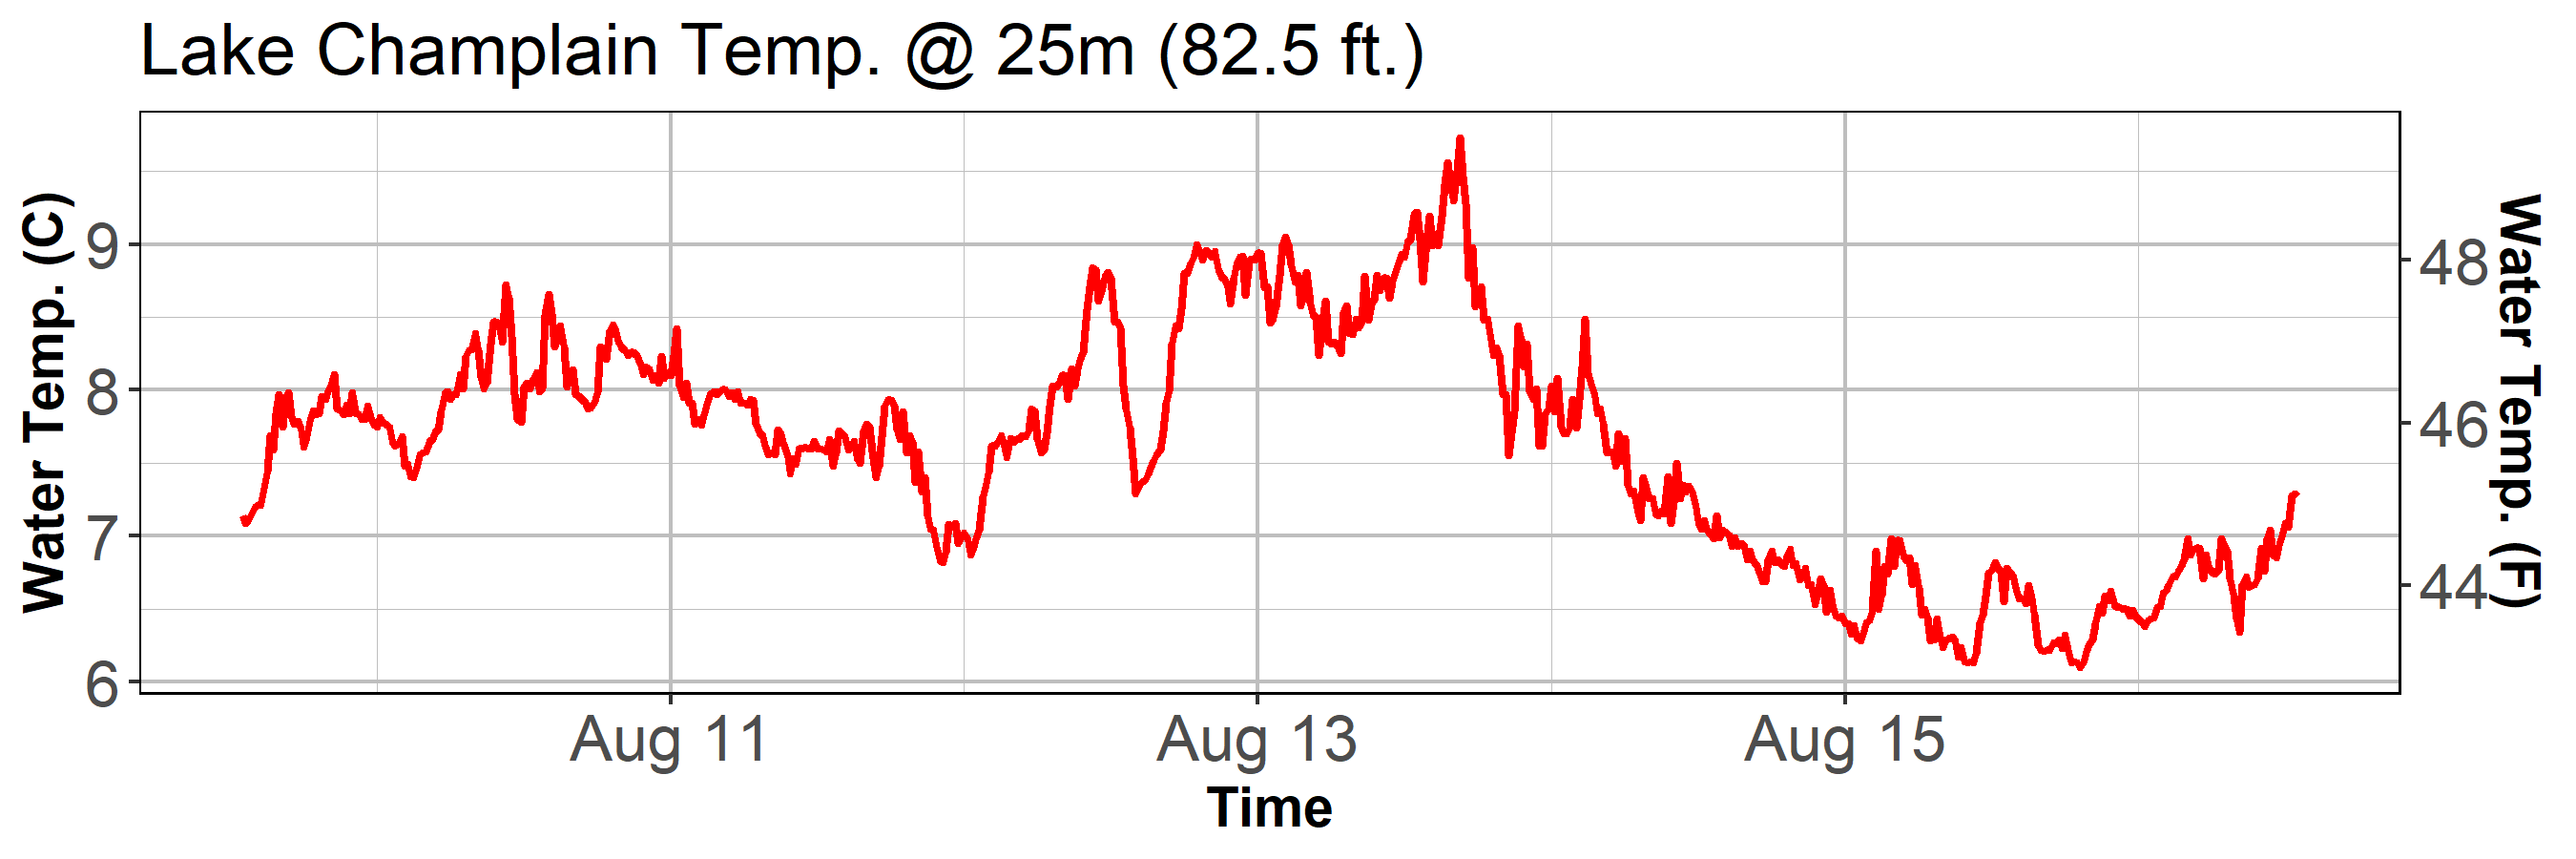 Lake Champlain Temp. @ 25m (82.5 ft.)
Water Temp. (C)
9
8
7
6
48
46
44
Water Temp. (F)
Aug 11
Aug 13
Aug 15
Time